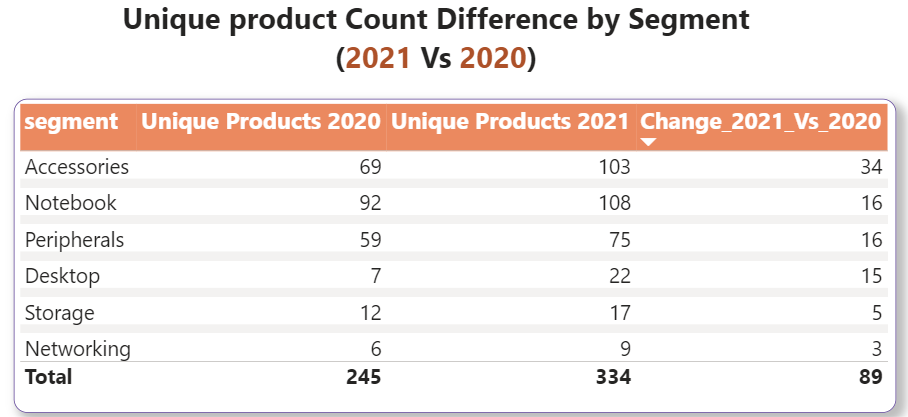 Unique product Count Difference by Segment
(2021 Vs 2020)
segment Unique Products 2020 Unique Products 2021 Change_2021_Vs_2020
Accessories 69 103 34
Notebook 92 108 16
Peripherals 59 75 16
Desktop 7 22 15
Storage 12 17 5
Networking 6 9 3
Total 245 334 89